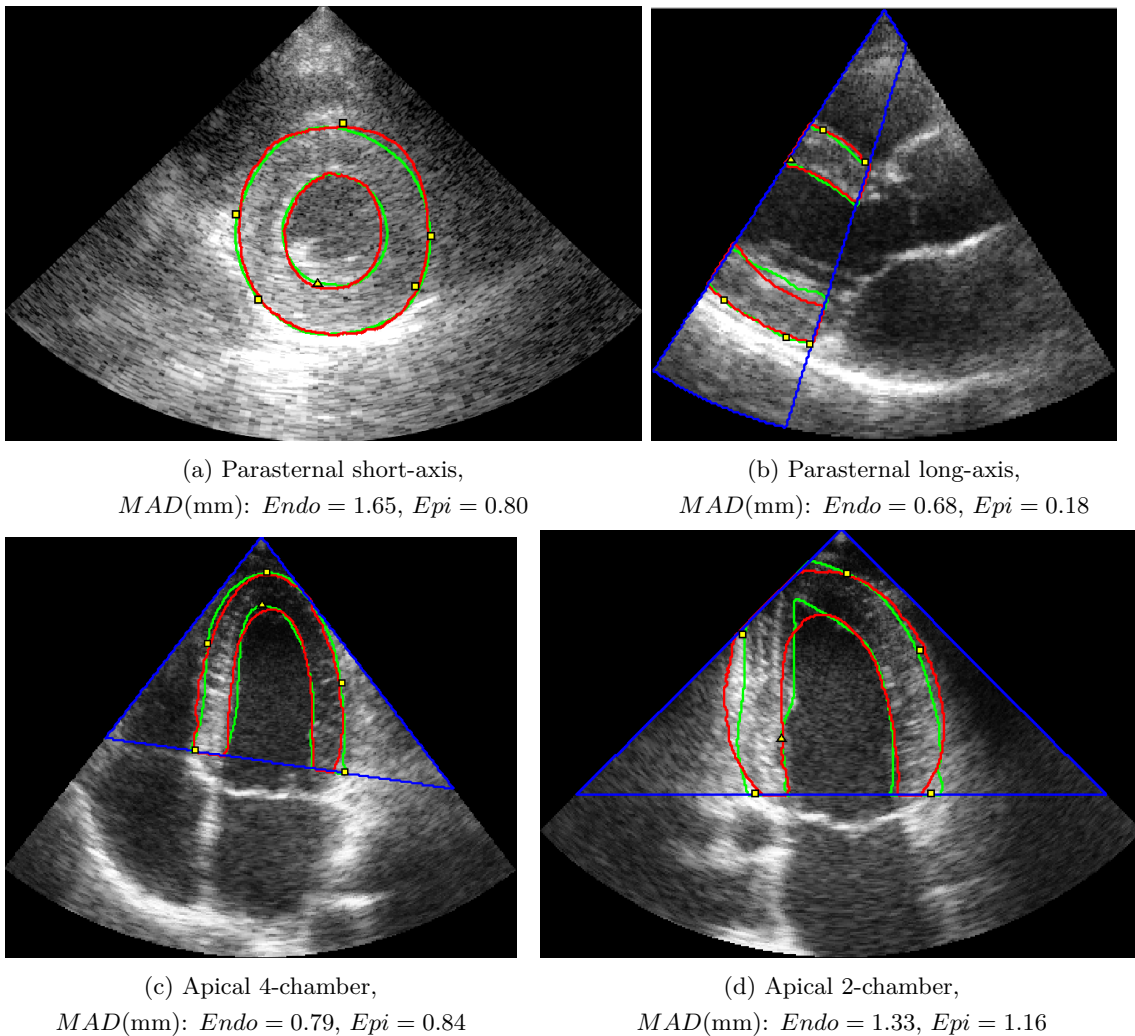 (a) Parasternal short-axis,
MAD(mm): Endo = 1.65, Epi = 0.80
(b) Parasternal long-axis,
MAD(mm): Endo = 0.68, Epi = 0.18
(c) Apical 4-chamber,
MAD(mm): Endo = 0.79, Epi = 0.84
(d) Apical 2-chamber,
MAD(mm): Endo = 1.33, Epi = 1.16